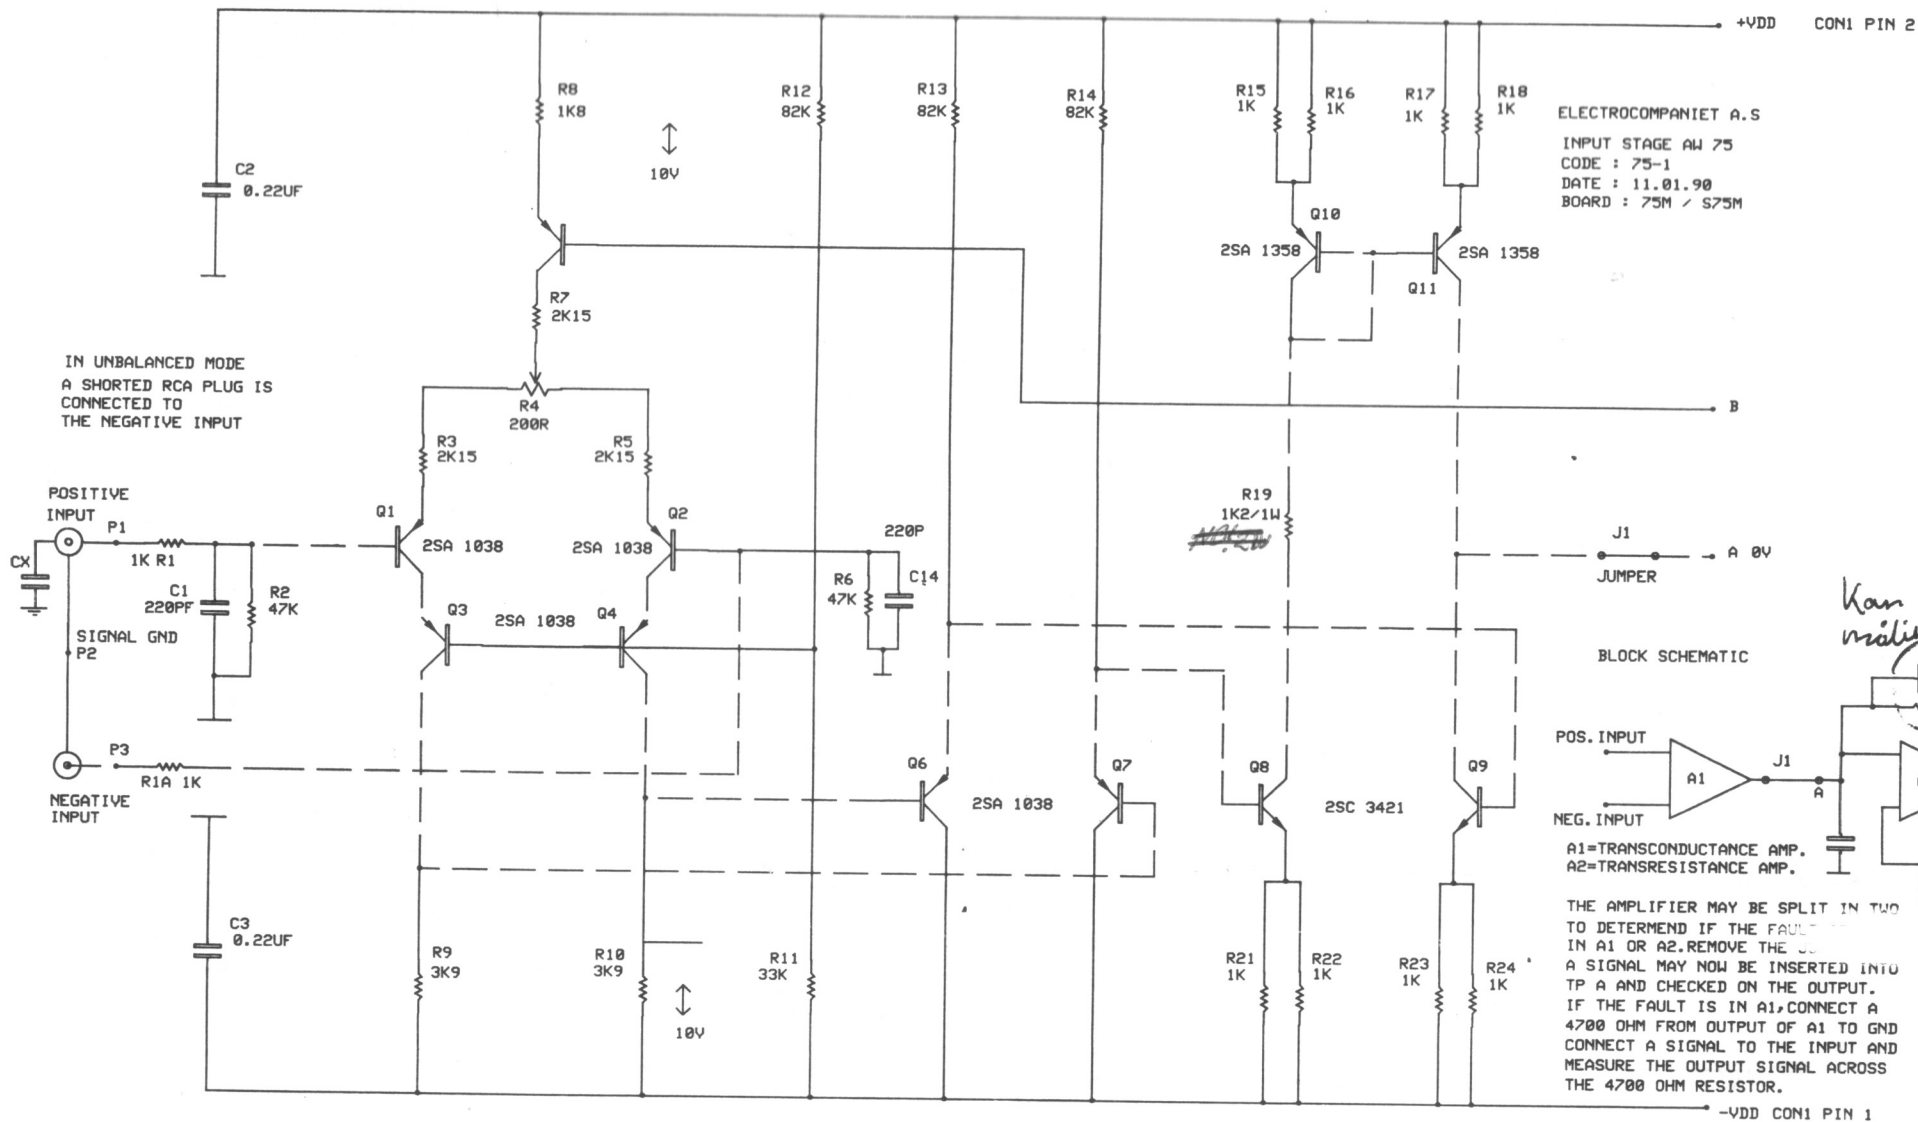 +VDD CON1 PIN 2
R8
1K8
10V
R12
82K
R13
82K
R14
82K
R15
1K
R16
1K
R17
1K
R18
1K
ELECTROCOMPANIET A.S
INPUT STAGE AW 75
CODE : 75-1
DATE : 11.01.90
BOARD : 75M / S75M
C2
0.22UF
Q10
2SA 1358
2SA 1358
Q11
R7
2K15
IN UNBALANCED MODE
A SHORTED RCA PLUG IS
CONNECTED TO
THE NEGATIVE INPUT
R4
200R
B
R3
2K15
R5
2K15
POSITIVE
INPUT
P1
Q1
Q2
R19
1K2/1W
220P
2SA 1038
2SA 1038
CX
1K R1
C1
220PF
R2
47K
R6
47K
C14
J1
JUMPER
A 0V
Kan
Q3
2SA 1038
Q4
SIGNAL GND
P2
BLOCK SCHEMATIC
P3
R1A 1K
NEGATIVE
INPUT
Q6
2SA 1038
Q7
Q8
2SC 3421
Q9
POS.INPUT
A1
J1
A
NEG.INPUT
A1=TRANSCONDUCTANCE AMP.
A2=TRANSRESISTANCE AMP.
C3
0.22UF
R9
3K9
R10
3K9
10V
R11
33K
R21
1K
R22
1K
R23
1K
R24
1K
THE AMPLIFIER MAY BE SPLIT IN TWO
TO DETERMEND IF THE FAULT
IN A1 OR A2.REMOVE THE
A SIGNAL MAY NOW BE INSERTED INTO
TP A AND CHECKED ON THE OUTPUT.
IF THE FAULT IS IN A1,CONNECT A
4700 OHM FROM OUTPUT OF A1 TO GND
CONNECT A SIGNAL TO THE INPUT AND
MEASURE THE OUTPUT SIGNAL ACROSS
THE 4700 OHM RESISTOR.
-VDD CON1 PIN 1